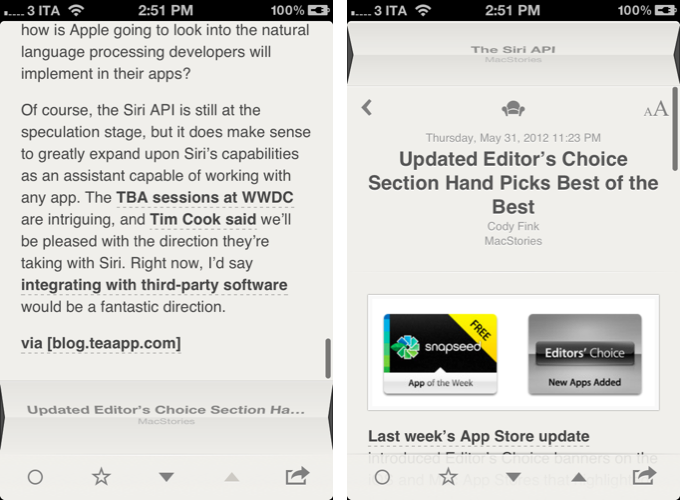 3 ITA 2:51 PM 100%
how is Apple going to look into the natural
language processing developers will
implement in their apps?
Of course, the Siri API is still at the
speculation stage, but it does make sense
to greatly expand upon Siri's capabilities
as an assistant capable of working with
any app. The TBA sessions at WWDC
are intriguing, and Tim Cook said we'll
be pleased with the direction they're
taking with Siri. Right now, I'd say
integrating with third-party software
would be a fantastic direction.
via [blog.teaapp.com]
Updated Editor's Choice Section Ha...
MacStories
3 ITA 2:51 PM 100%
The Siri API
MacStories
AA
Thursday, May 31, 2012 11:23 PM
Updated Editor's Choice
Section Hand Picks Best of the
Best
Cody Fink
MacStories
FREE
snapseed
App of the Week
Editors' Choice
New Apps Added
Last week's App Store update
introduced Editor's Choice banners on the